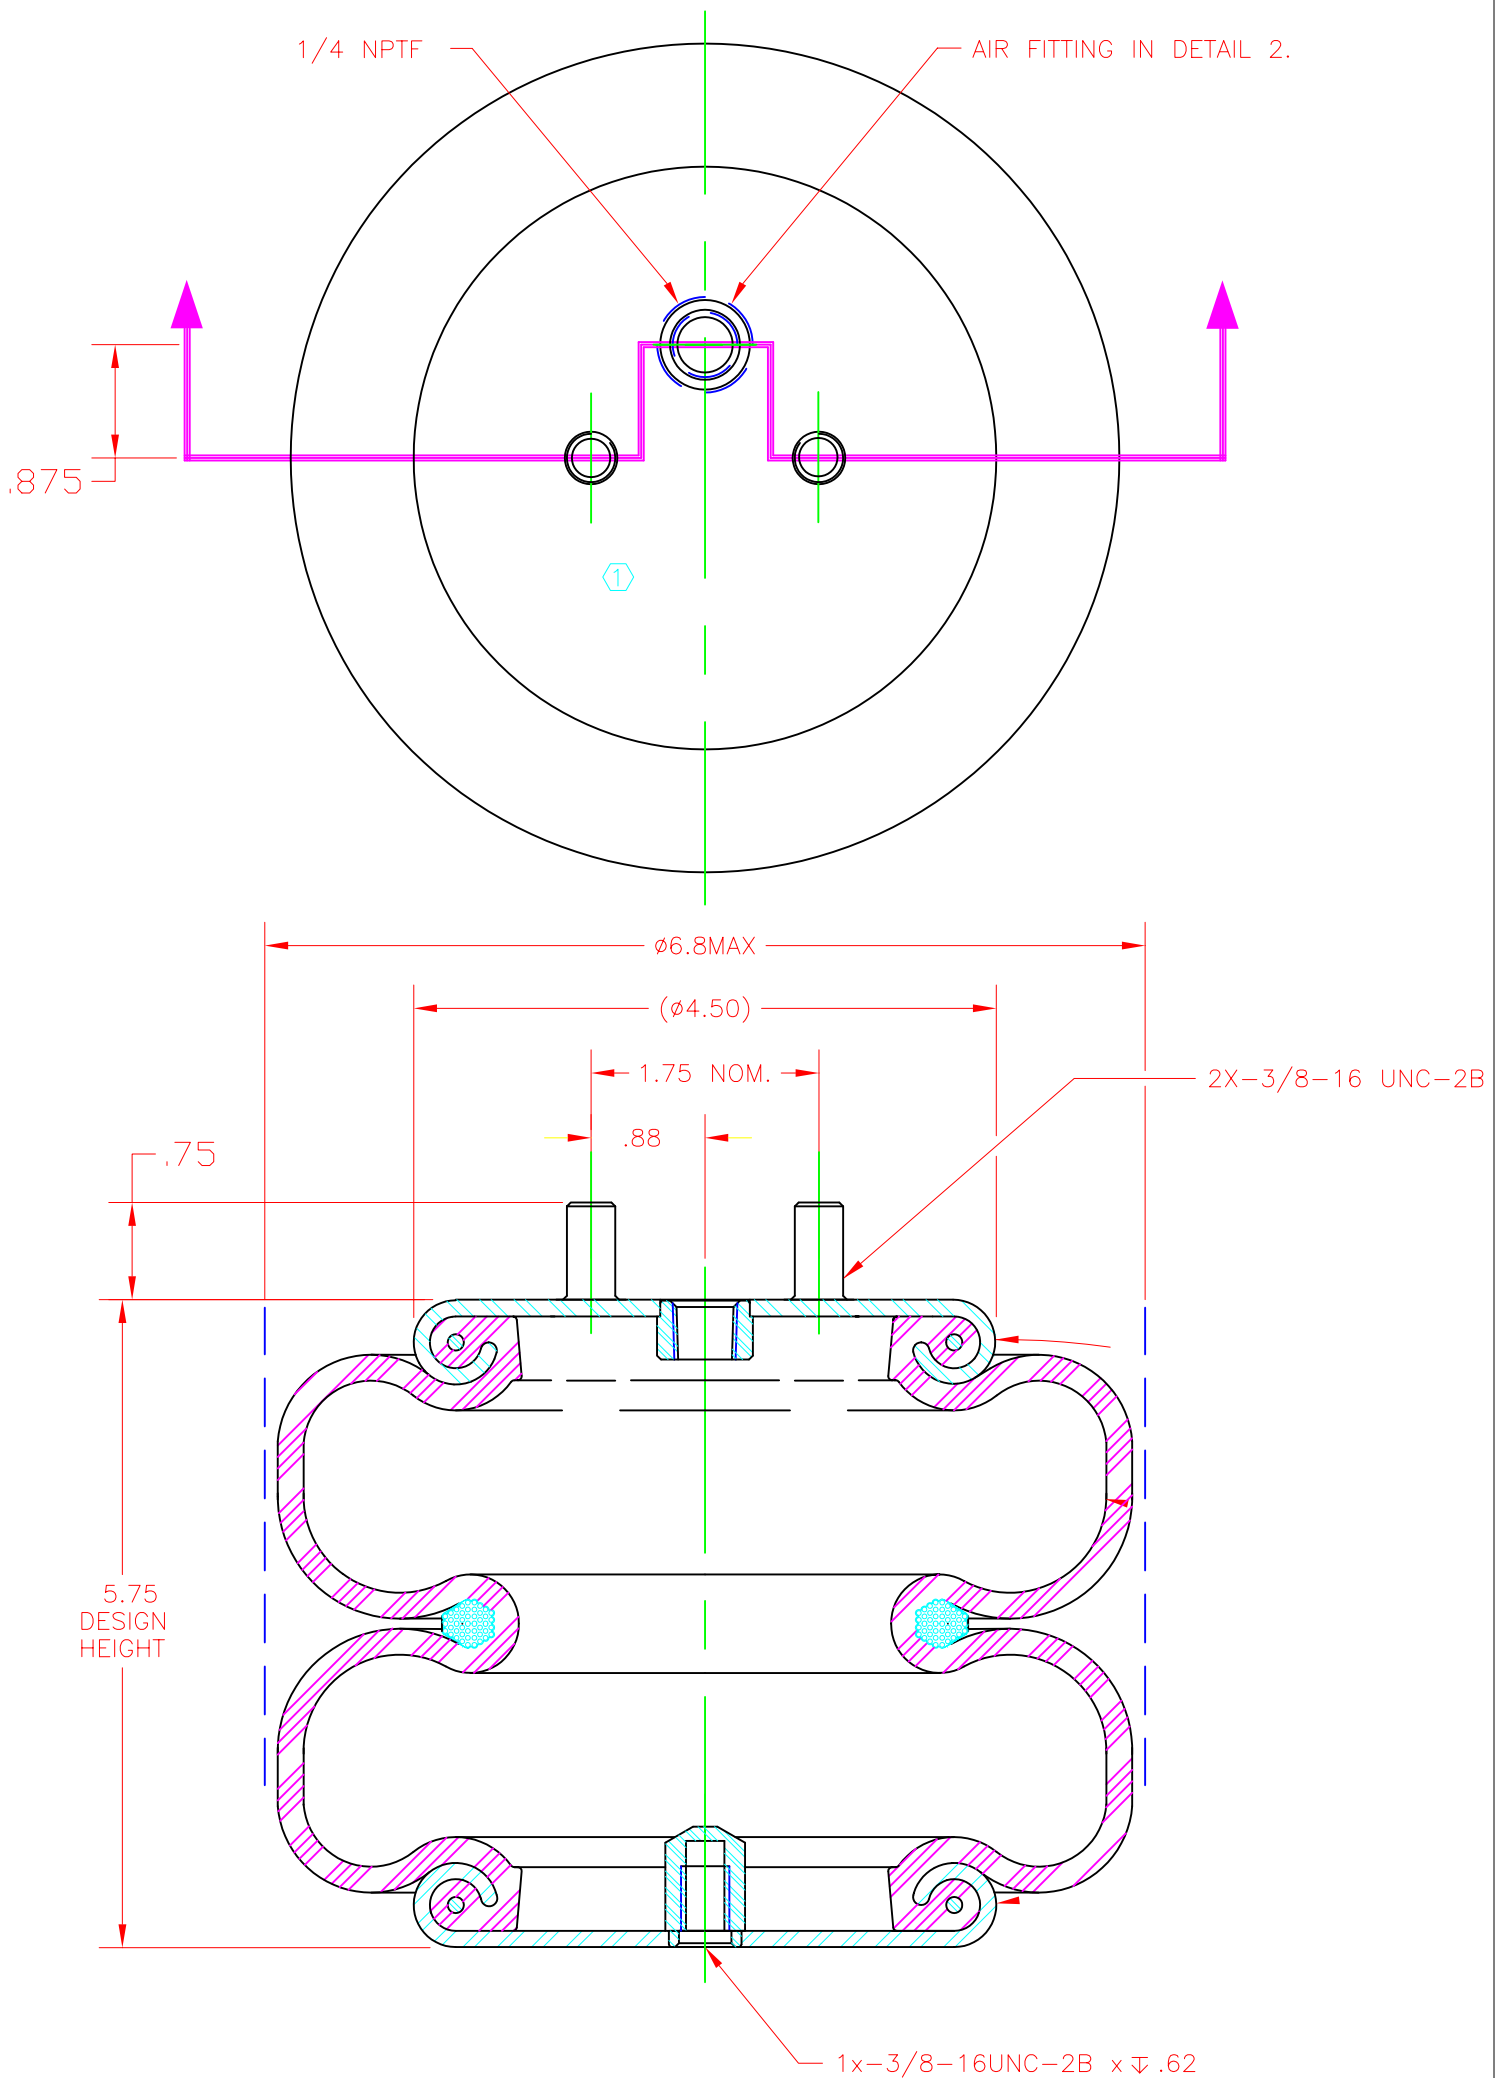 1/4 NPTF
AIR FITTING IN DETAIL 2.
.875
1
ø6.8MAX
(ø4.50)
1.75 NOM.
2X-3/8-16 UNC-2B
.88
.75
5.75
DESIGN
HEIGHT
1x-3/8-16UNC-2B x ↧ .62